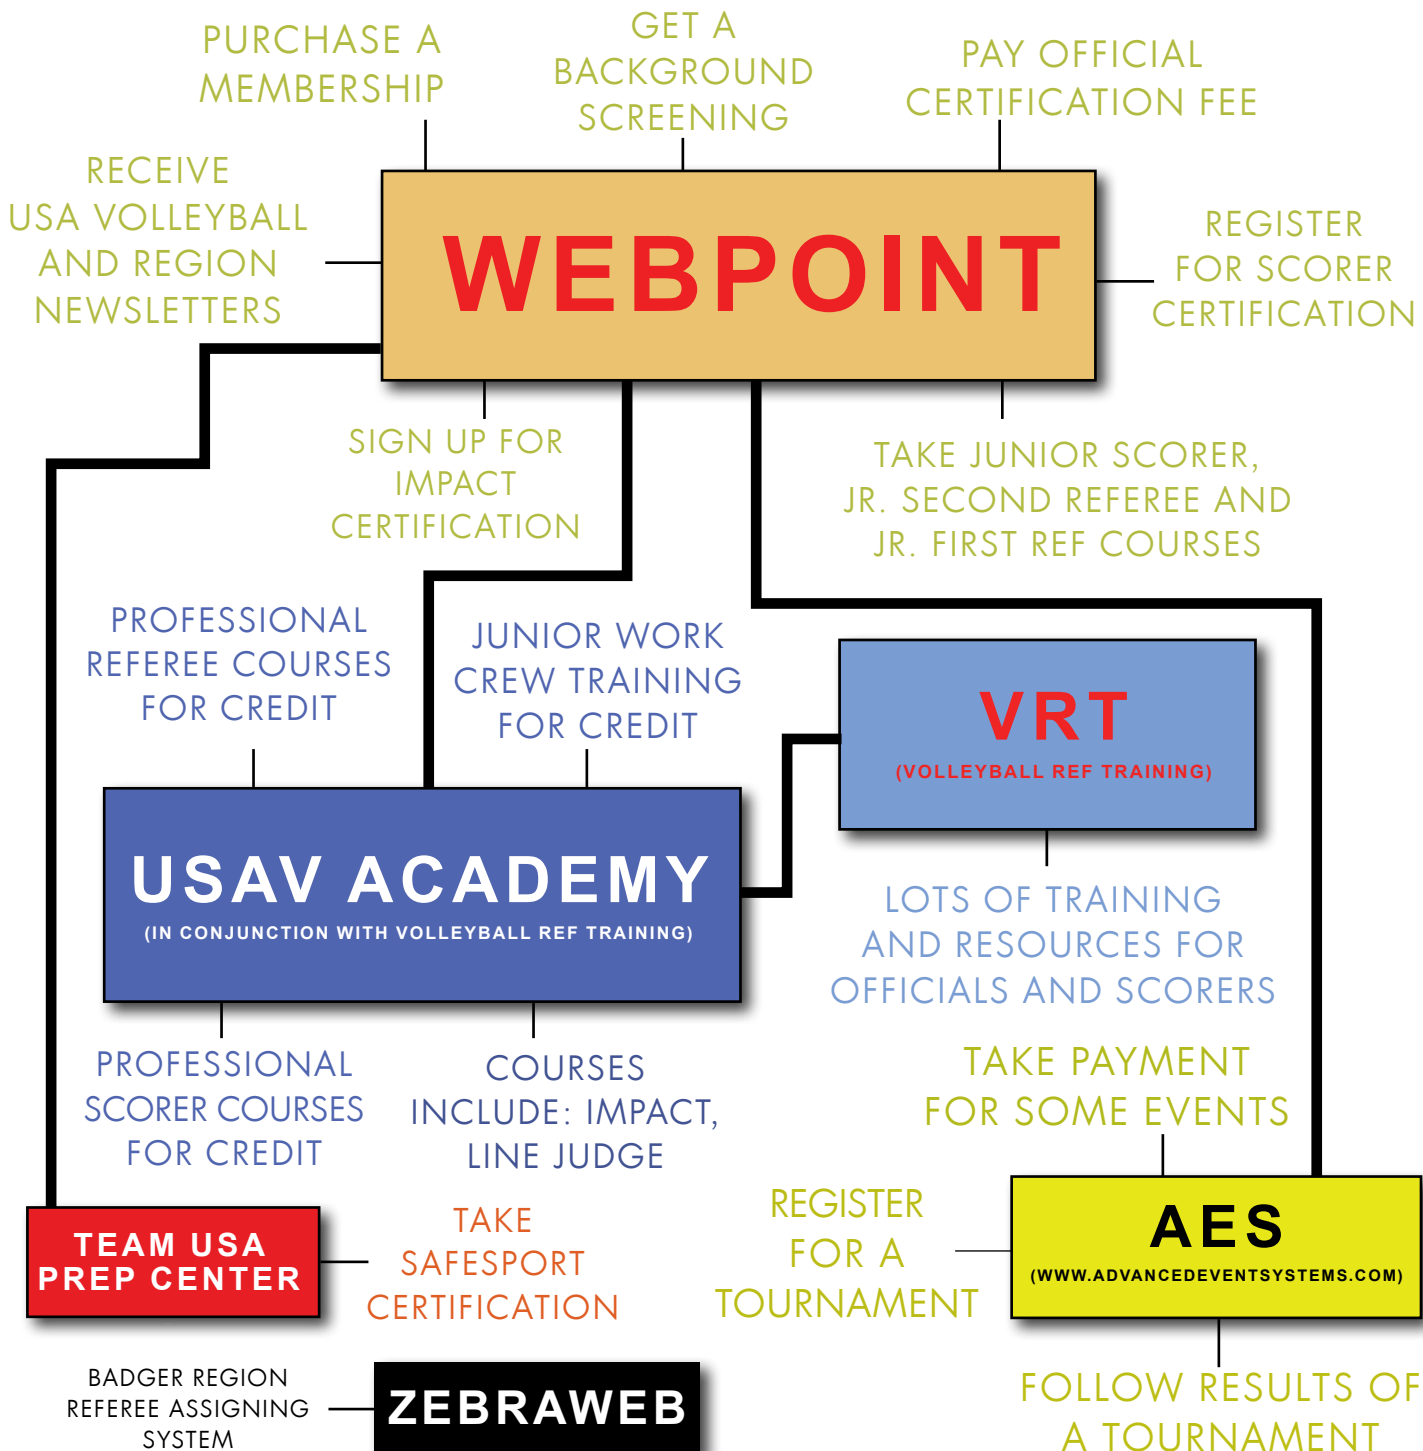 PURCHASE A
MEMBERSHIP
GET A
BACKGROUND
SCREENING
PAY OFFICIAL
CERTIFICATION FEE
RECEIVE
USA VOLLEYBALL
AND REGION
NEWSLETTERS
WEBPOINT
REGISTER
FOR SCORER
CERTIFICATION
SIGN UP FOR
IMPACT
CERTIFICATION
TAKE JUNIOR SCORER,
JR. SECOND REFEREE AND
JR. FIRST REF COURSES
PROFESSIONAL
REFEREE COURSES
FOR CREDIT
JUNIOR WORK
CREW TRAINING
FOR CREDIT
VRT
(VOLLEYBALL REF TRAINING)
USAV ACADEMY
(IN CONJUNCTION WITH VOLLEYBALL REF TRAINING)
LOTS OF TRAINING
AND RESOURCES FOR
OFFICIALS AND SCORERS
PROFESSIONAL
SCORER COURSES
FOR CREDIT
COURSES
INCLUDE: IMPACT,
LINE JUDGE
TAKE PAYMENT
FOR SOME EVENTS
TEAM USA
PREP CENTER
TAKE
SAFESPORT
CERTIFICATION
REGISTER
FOR A
TOURNAMENT
AES
(WWW.ADVANCEDEVENTSYSTEMS.COM)
BADGER REGION
REFEREE ASSIGNING
SYSTEM
ZEBRAWEB
FOLLOW RESULTS OF
A TOURNAMENT